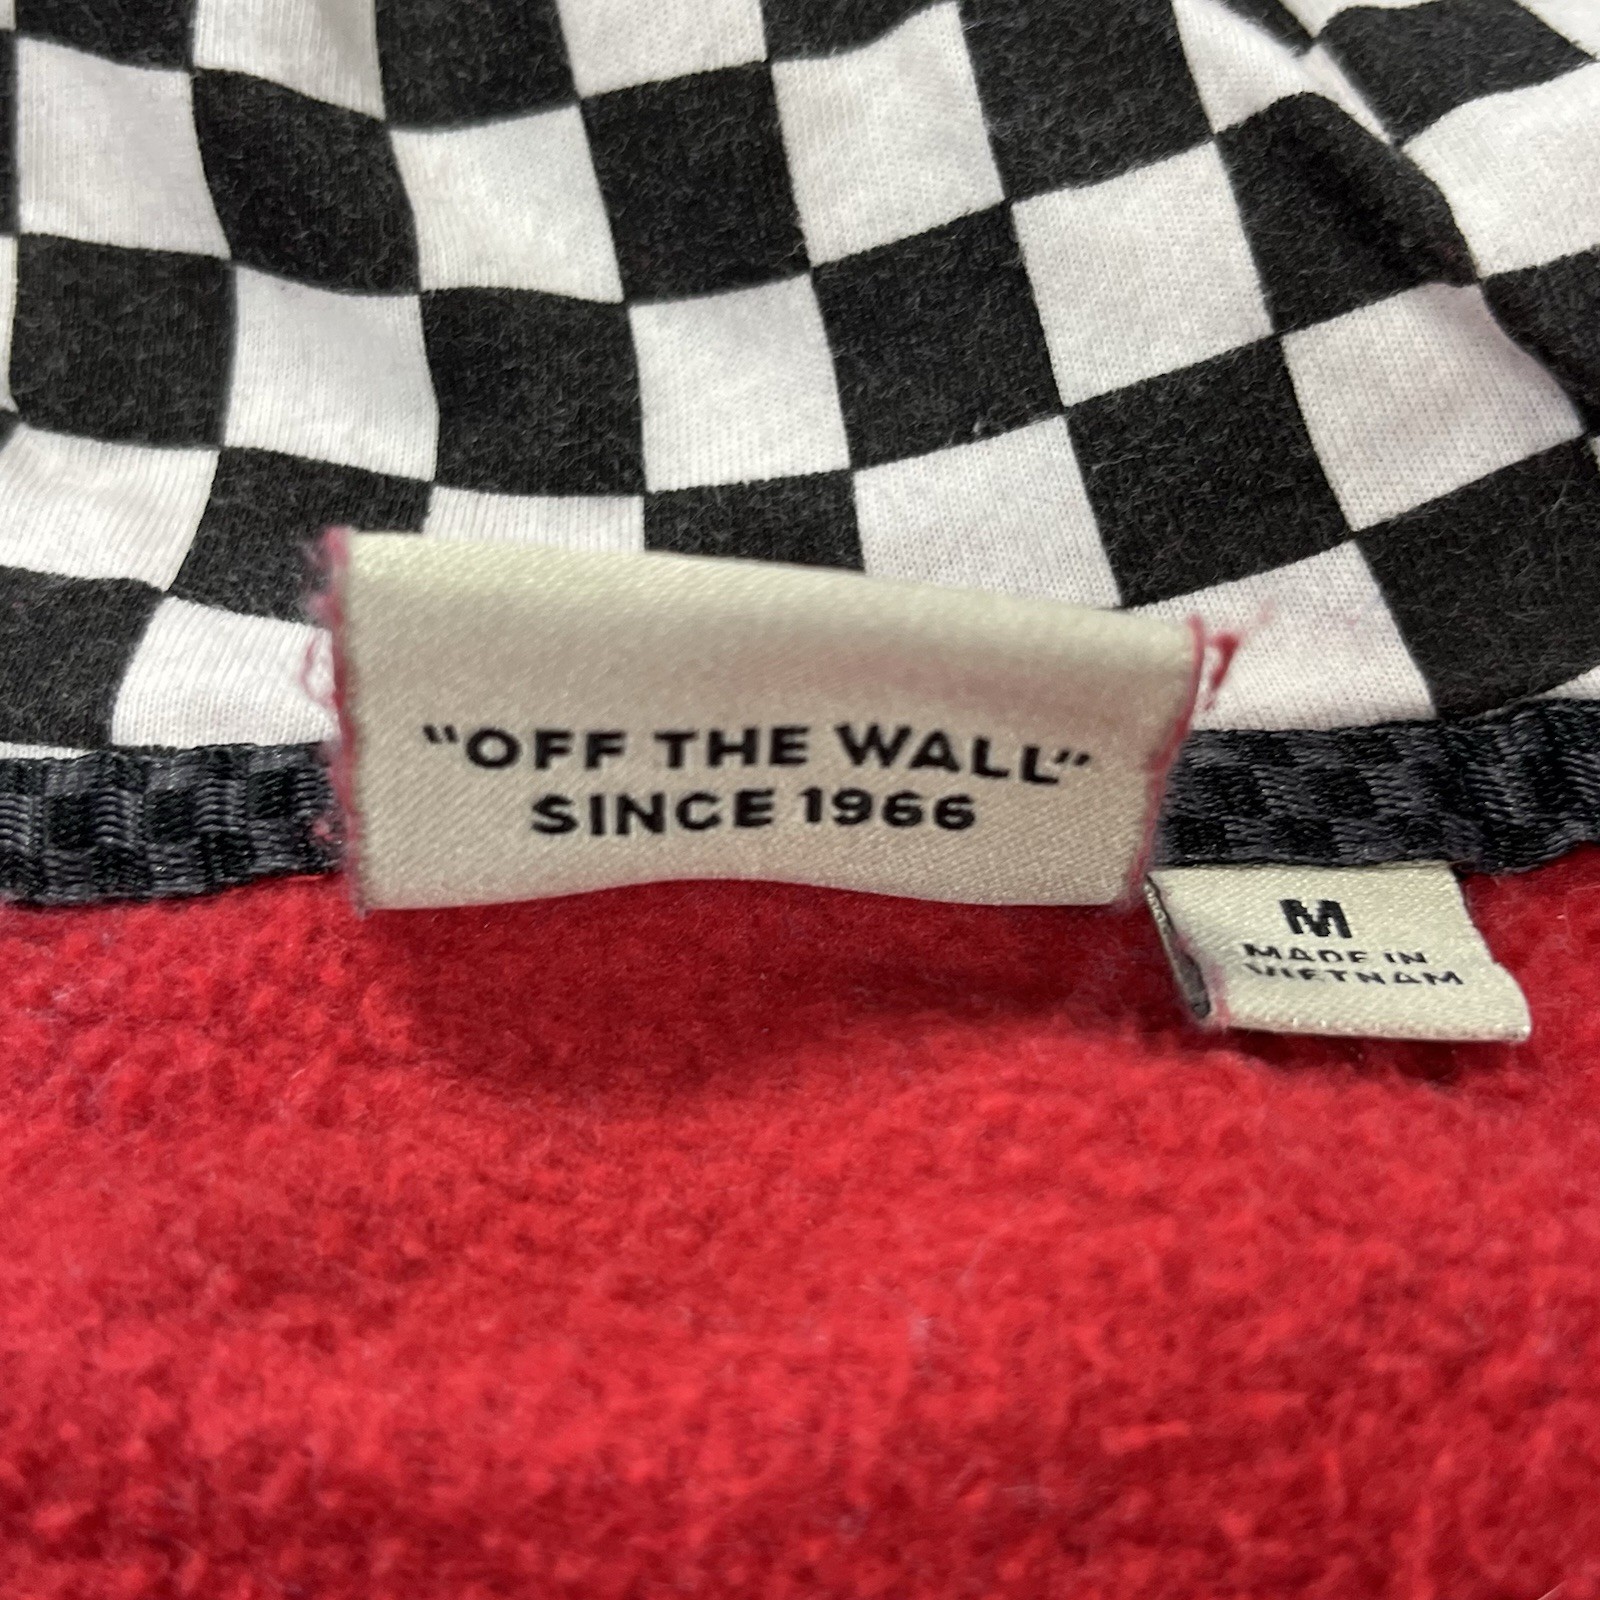 “OFF THE WALL”
SINCE 1966
M
MADE IN
VIETNAM